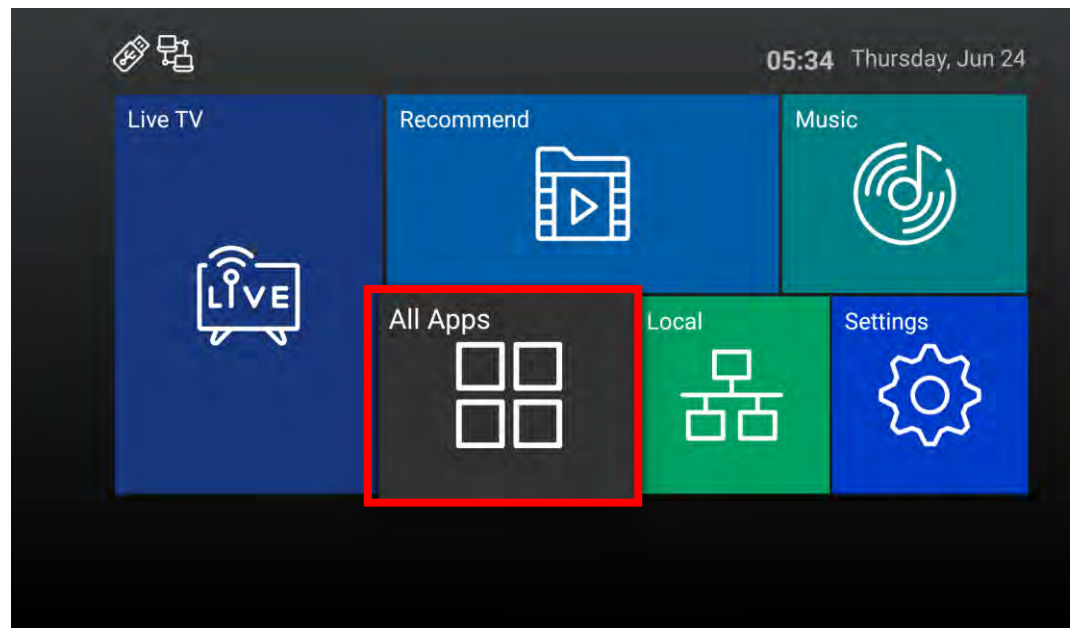 05:34 Thursday, Jun 24
Live TV
Recommend
Music
LIVE
All Apps
Local
Settings